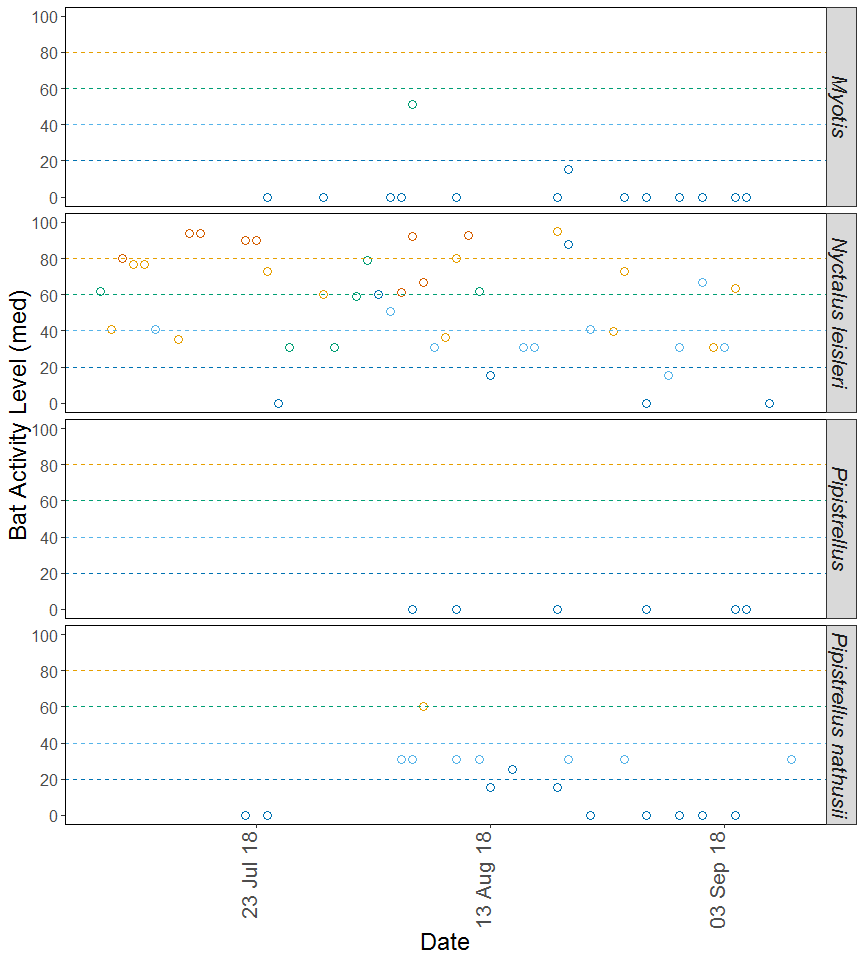 Bat Activity Level (med)
100
80
60
40
20
0
Myotis
100
80
60
40
20
0
Nyctalus leisleri
100
80
60
40
20
0
Pipistrellus
100
80
60
40
20
0
Pipistrellus nathusii
23 Jul 18
13 Aug 18
03 Sep 18
Date